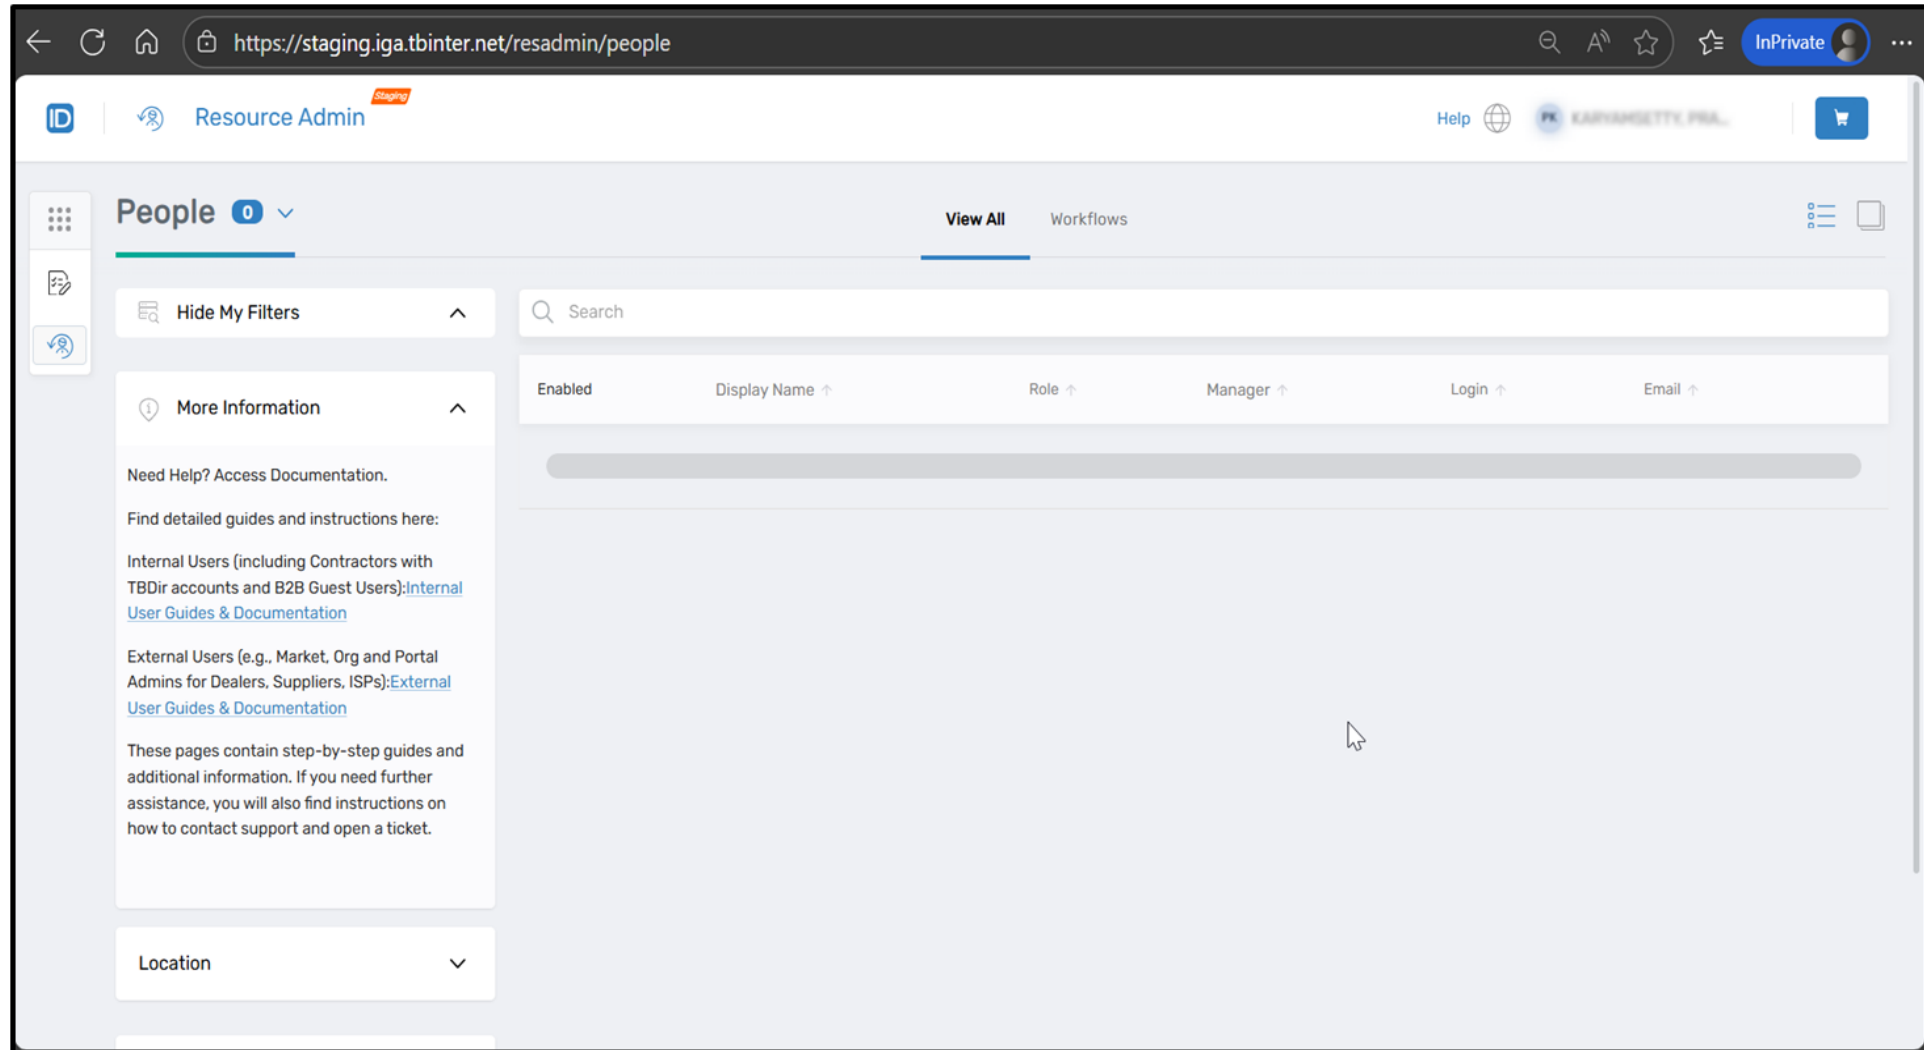 https://staging.iga.tbinter.net/resadmin/people
A
InPrivate
ID
Resource Admin
Staging
Help
PK
KARYAMSETTY, PRA...
People 0
View All
Workflows
Hide My Filters
Search
Enabled
Display Name
Role
Manager
Login
Email
More Information
Need Help? Access Documentation.
Find detailed guides and instructions here:
Internal Users (including Contractors with
TBDir accounts and B2B Guest Users):Internal
User Guides & Documentation
External Users (e.g., Market, Org and Portal
Admins for Dealers, Suppliers, ISPs):External
User Guides & Documentation
These pages contain step-by-step guides and
additional information. If you need further
assistance, you will also find instructions on
how to contact support and open a ticket.
Location